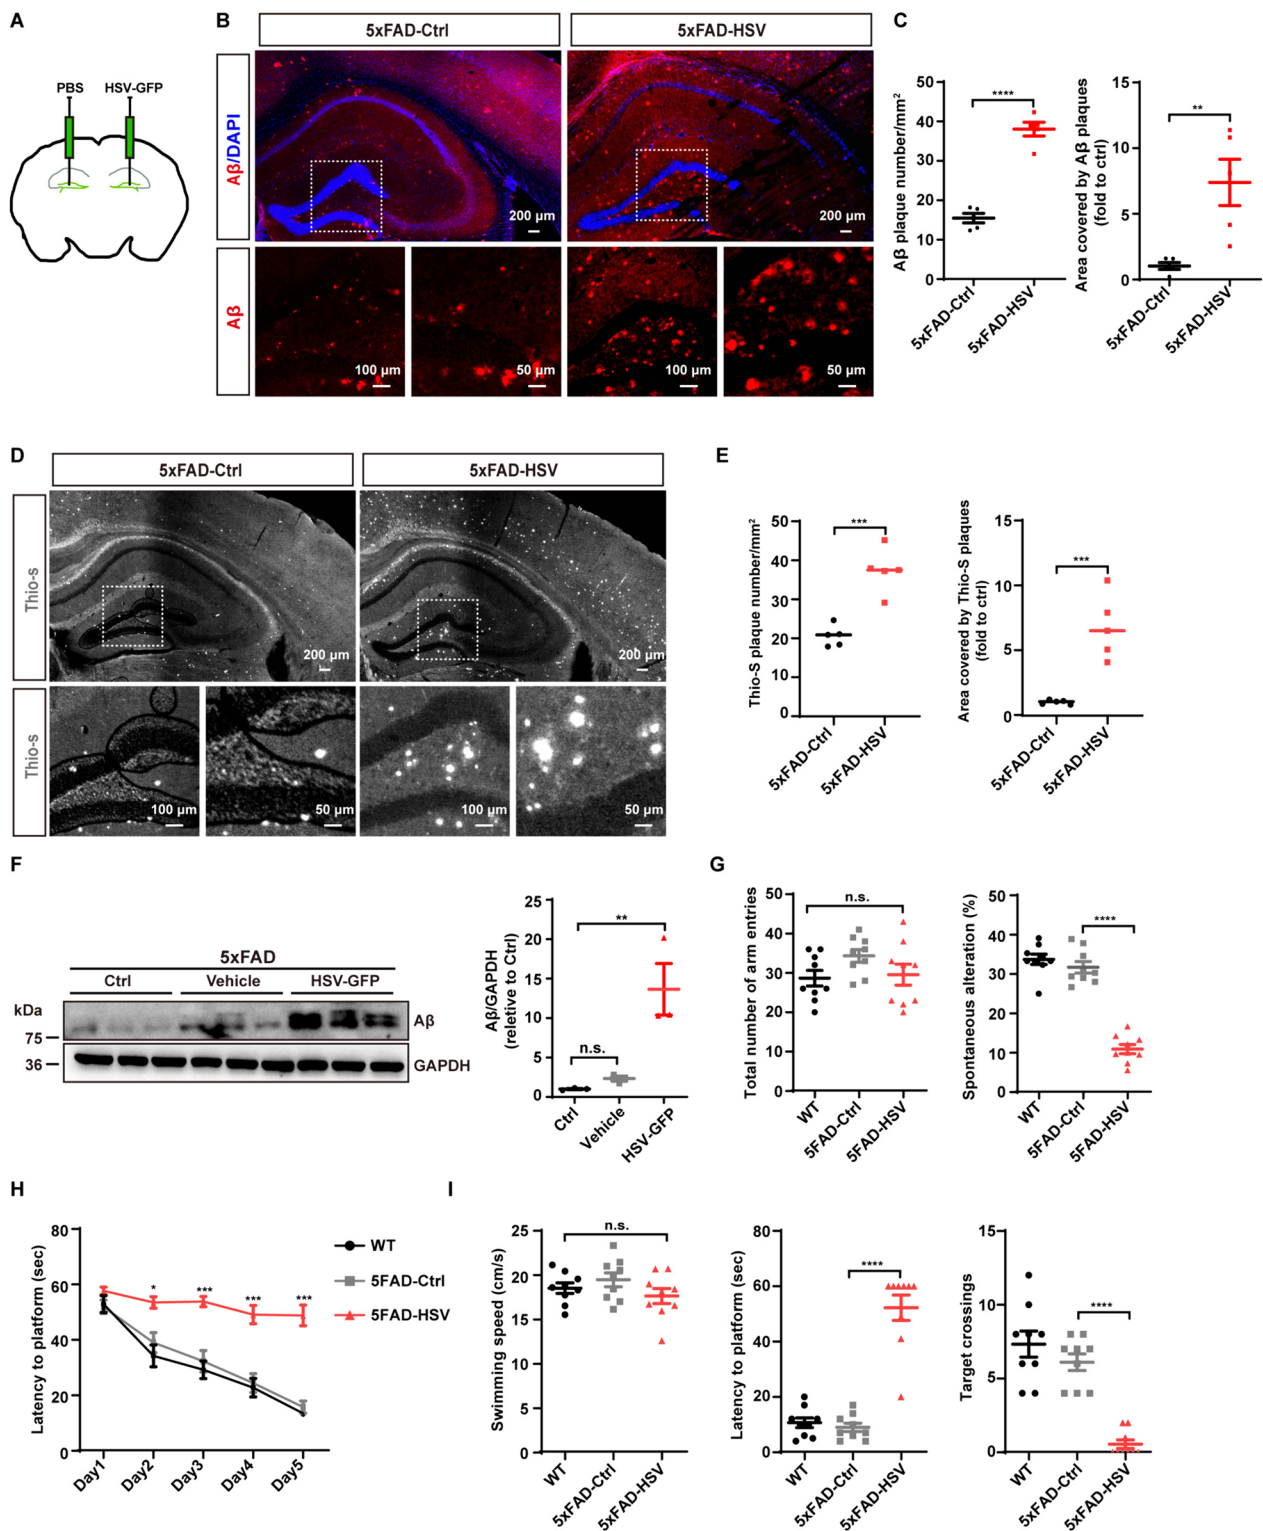 A
PBS HSV-GFP
B
5xFAD-Ctrl 5xFAD-HSV
Aβ/DAPI
200 µm 200 µm
Aβ
100 µm 50 µm 100 µm 50 µm
C
Aβ plaque number/mm²
50
40
30
20
10
0
****
5xFAD-Ctrl
5xFAD-HSV
Area covered by Aβ plaques
(fold to ctrl)
15
10
5
0
**
5xFAD-Ctrl
5xFAD-HSV
D
5xFAD-Ctrl 5xFAD-HSV
Thio-s
200 µm 200 µm
Thio-s
100 µm 50 µm 100 µm 50 µm
E
Thio-S plaque number/mm²
50
40
30
20
10
0
***
5xFAD-Ctrl
5xFAD-HSV
Area covered by Thio-S plaques
(fold to ctrl)
15
10
5
0
***
5xFAD-Ctrl
5xFAD-HSV
F
5xFAD
Ctrl Vehicle HSV-GFP
kDa
75
36
Aβ
GAPDH
Aβ/GAPDH
(reletive to Ctrl)
25
20
15
10
5
0
**
n.s.
Ctrl
Vehicle
HSV-GFP
G
Total number of arm entries
50
40
30
20
10
0
n.s.
WT
5FAD-Ctrl
5FAD-HSV
Spontaneous alteration (%)
50
40
30
20
10
0
****
WT
5FAD-Ctrl
5FAD-HSV
H
Latency to platform (sec)
80
60
40
20
0
* *** *** ***
Day1 Day2 Day3 Day4 Day5
WT
5FAD-Ctrl
5FAD-HSV
I
Swimming speed (cm/s)
25
20
15
10
5
0
n.s.
WT
5xFAD-Ctrl
5xFAD-HSV
Latency to platform (sec)
80
60
40
20
0
****
WT
5xFAD-Ctrl
5xFAD-HSV
Target crossings
15
10
5
0
****
WT
5xFAD-Ctrl
5xFAD-HSV